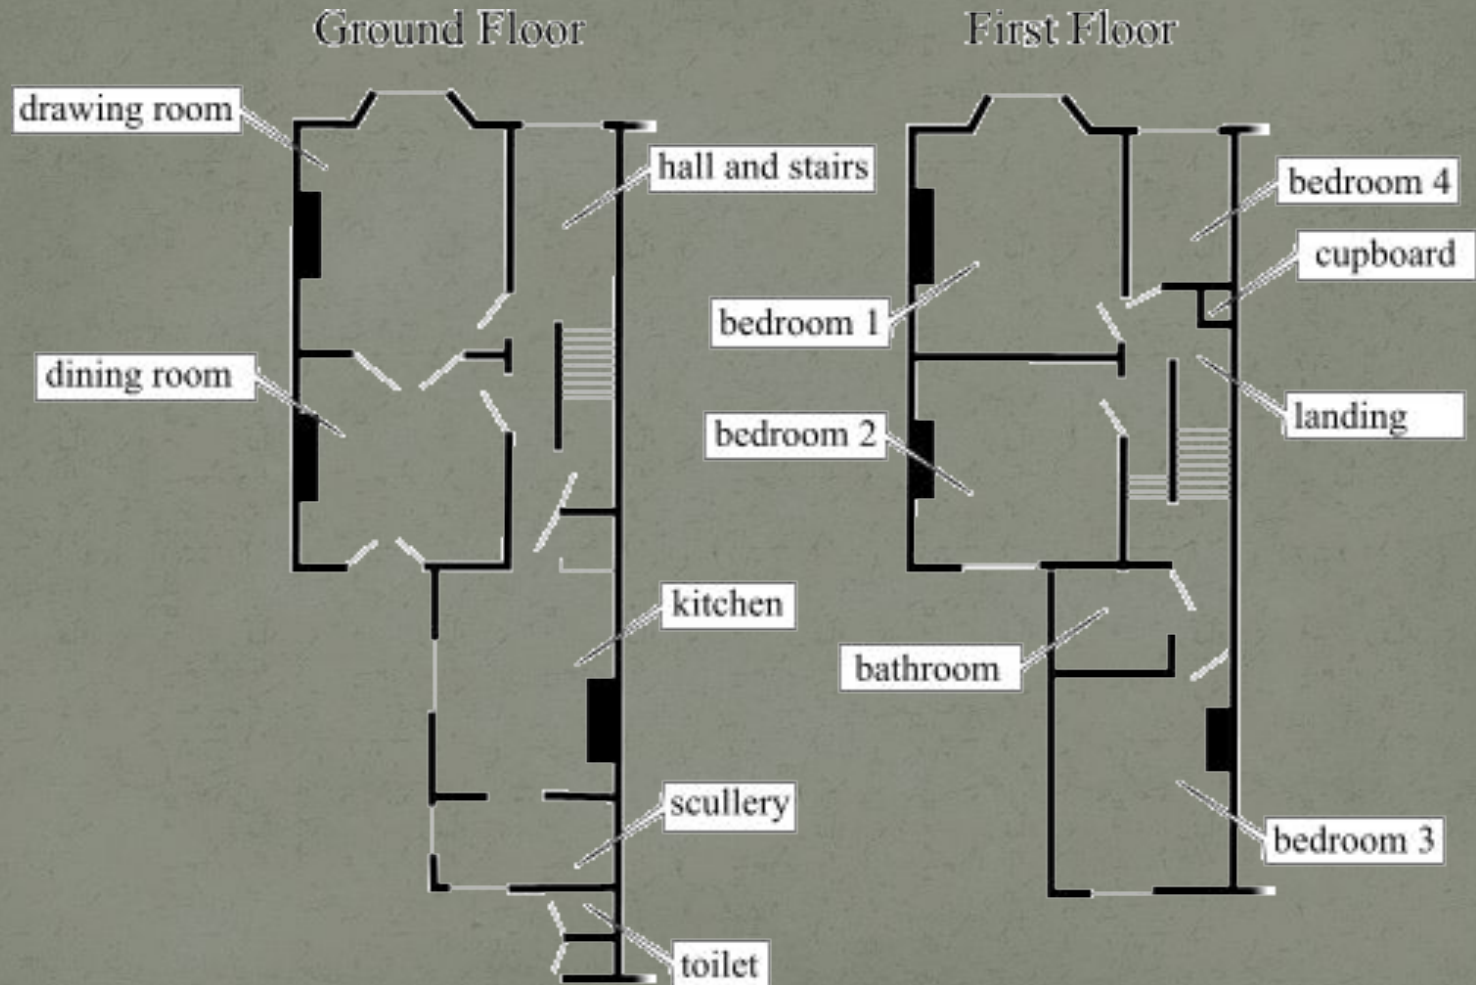 Ground Floor
drawing room
hall and stairs
dining room
kitchen
scullery
toilet
First Floor
bedroom 4
cupboard
bedroom 1
landing
bedroom 2
bathroom
bedroom 3